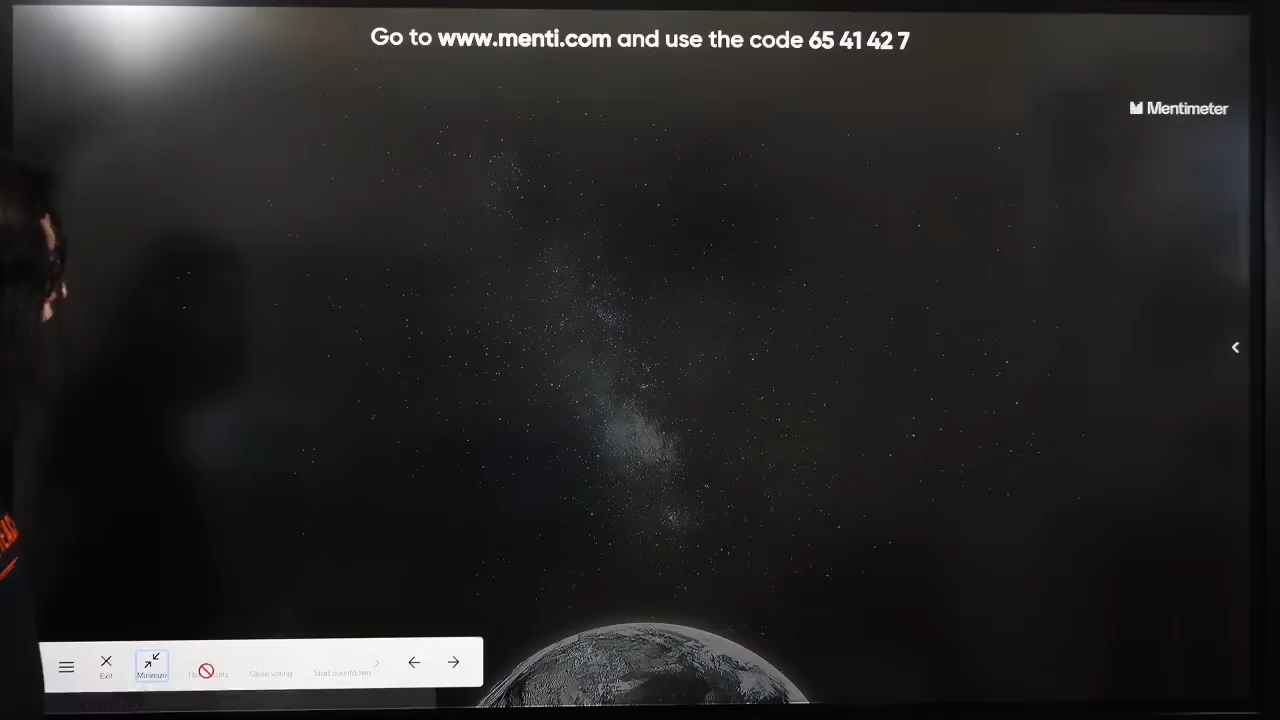 Go to www.menti.com and use the code 65 41 42 7
Mentimeter
Exit
Minimize
Close voting
Start countdown